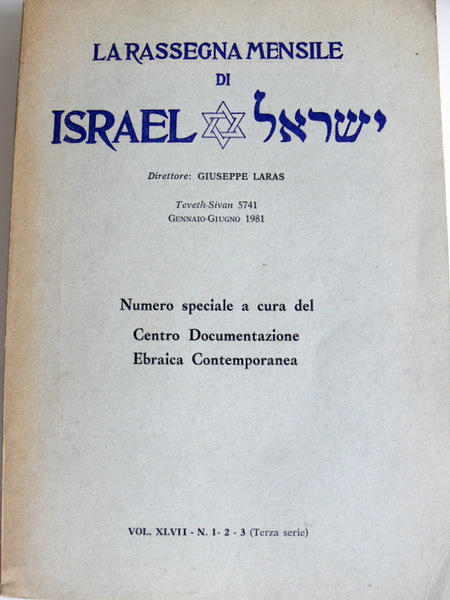 LA RASSEGNA MENSILE
DI
ISRAEL ישראל
Direttore: GIUSEPPE LARAS
Teveth-Sivan 5741
GENNAIO-GIUGNO 1981
Numero speciale a cura del
Centro Documentazione
Ebraica Contemporanea
VOL. XLVII - N. 1 - 2 - 3 (Terza serie)